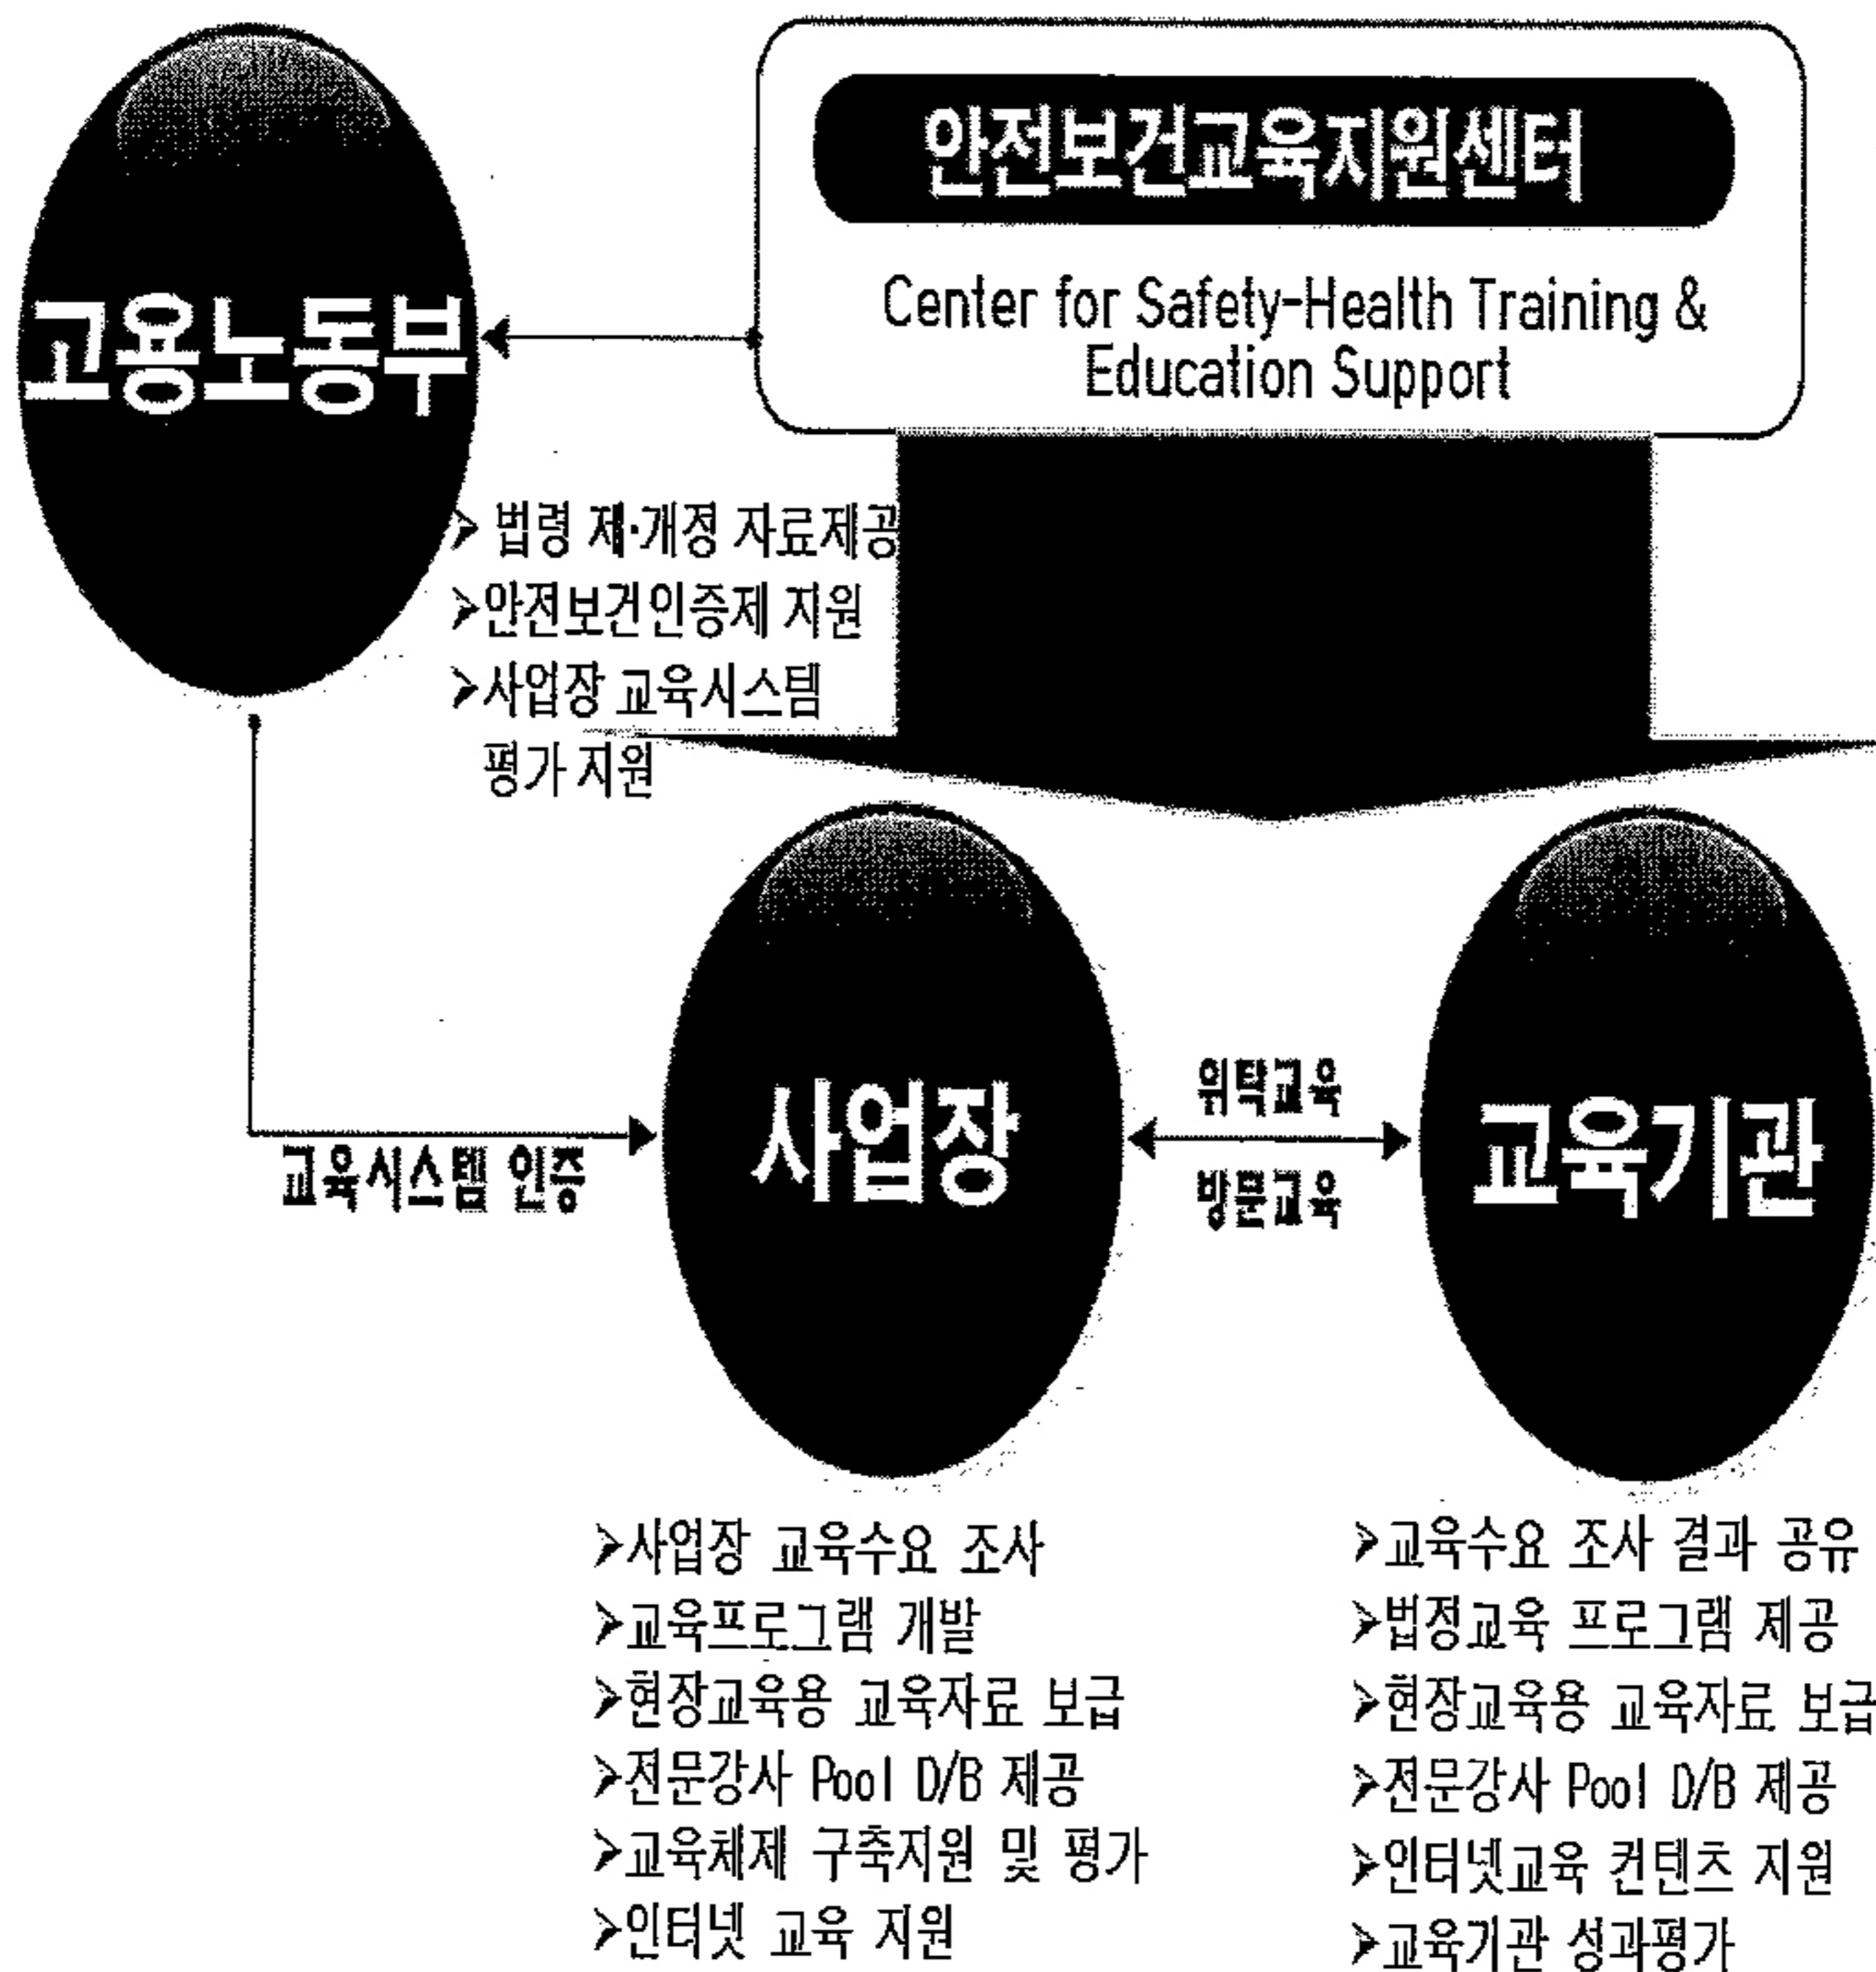 안전보건교육지원센터
Center for Safety-Health Training &
Education Support
고용노동부
➤ 법령 제·개정 자료제공
➤안전보건인증제 지원
➤사업장 교육시스템
평가 지원
교육시스템 인증
사업장
위탁교육
방문교육
교육기관
➤사업장 교육수요 조사
➤교육프로그램 개발
➤현장교육용 교육자료 보급
➤전문강사 Pool D/B 제공
➤교육체제 구축지원 및 평가
➤인터넷 교육 지원
➤교육수요 조사 결과 공유
➤법정교육 프로그램 제공
➤현장교육용 교육자료 보급
➤전문강사 Pool D/B 제공
➤인터넷교육 컨텐츠 지원
➤교육기관 성과평가